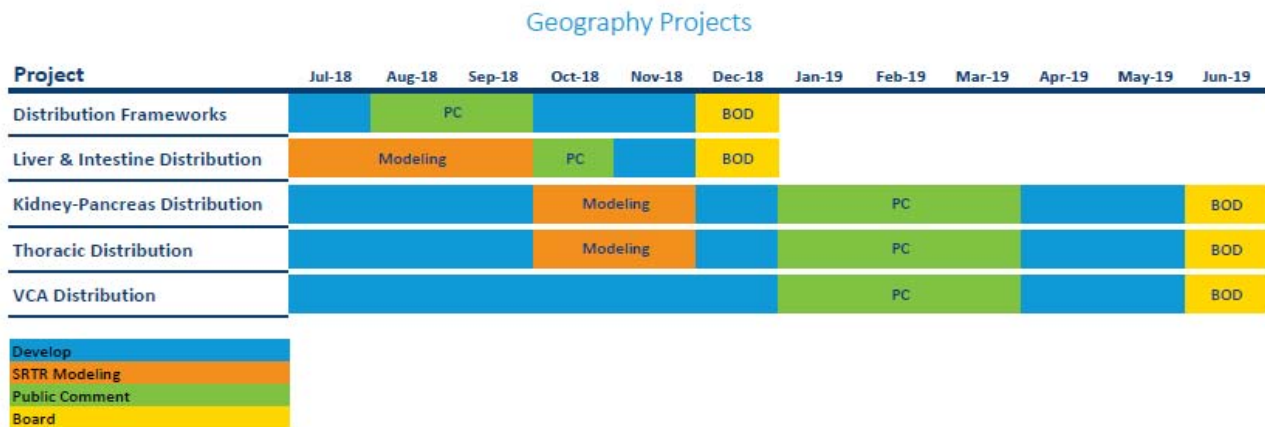 Geography Projects
Project Jul-18 Aug-18 Sep-18 Oct-18 Nov-18 Dec-18 Jan-19 Feb-19 Mar-19 Apr-19 May-19 Jun-19
Distribution Frameworks PC BOD
Liver & Intestine Distribution Modeling PC BOD
Kidney-Pancreas Distribution Modeling PC BOD
Thoracic Distribution Modeling PC BOD
VCA Distribution PC BOD
Develop
SRTR Modeling
Public Comment
Board